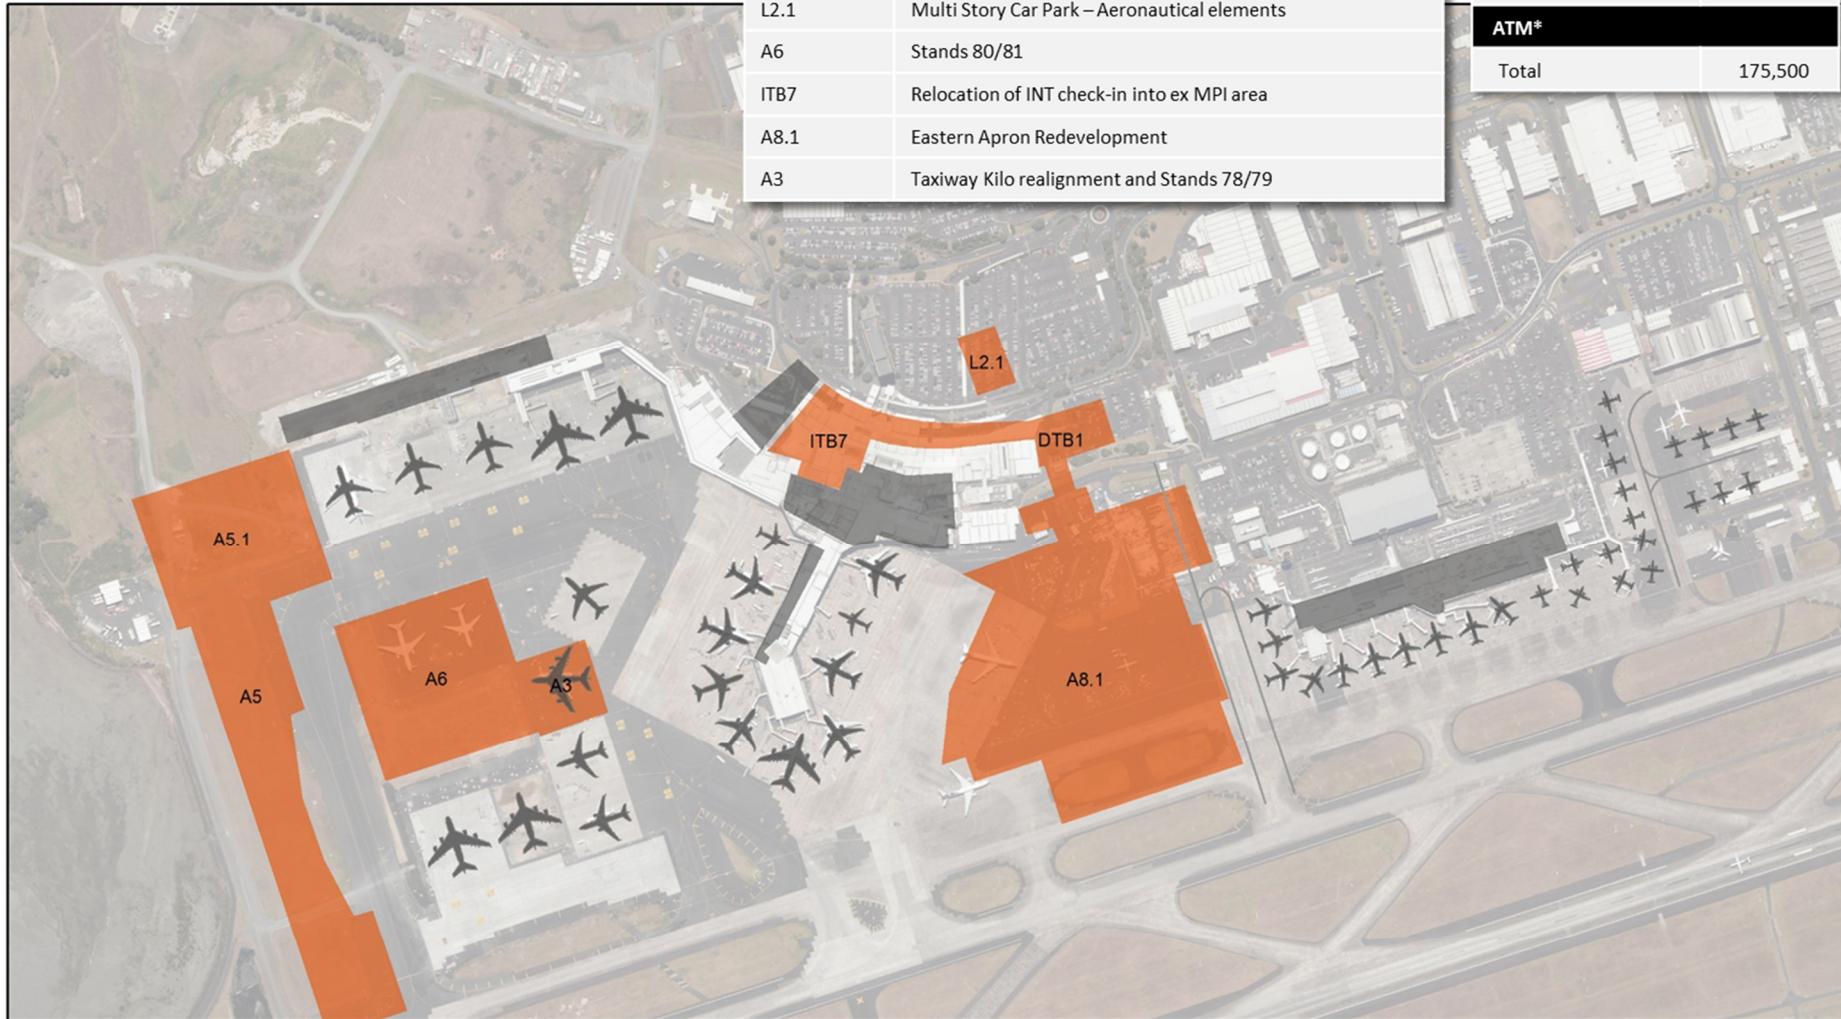 L2.1 Multi Story Car Park – Aeronautical elements
A6 Stands 80/81
ITB7 Relocation of INT check-in into ex MPI area
A8.1 Eastern Apron Redevelopment
A3 Taxiway Kilo realignment and Stands 78/79
ATM*
Total 175,500
L2.1
ITB7
DTB1
A5.1
A6
A3
A8.1
A5